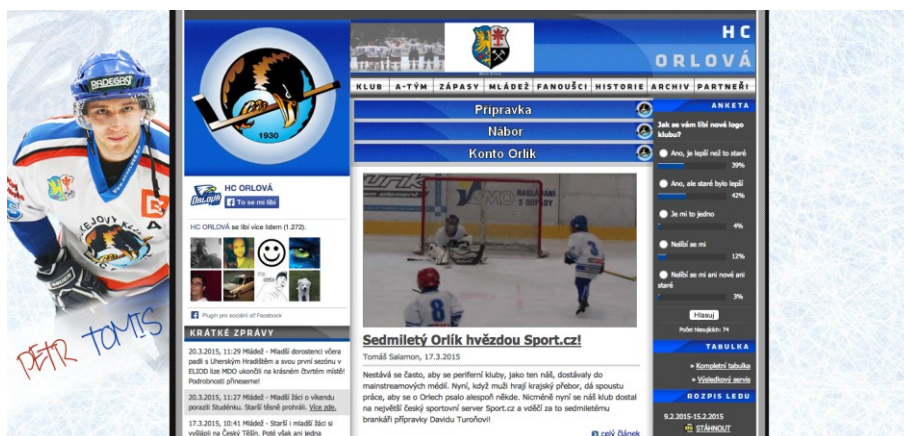 HC
ORLOVÁ
RADEGAST
1930
KLUB A-TÝM ZÁPASY MLÁDEŽ FANOUŠCI HISTORIE ARCHIV PARTNEŘI
Přípravka
Nábor
Konto Orlík
HC ORLOVÁ
To se mi líbí
HC ORLOVÁ se líbí více lidem (1.272).
Plugin pro sociální síť Facebook
KRÁTKÉ ZPRÁVY
20.3.2015, 11:29 Mládež - Mladší dorostenci včera
padli s Uherským Hradištěm a svou první sezónu v
ELIOD lize MDO ukončili na krásném čtvrtém místě!
Podrobnosti přineseme!
20.3.2015, 11:27 Mládež - Mladší žáci o víkendu
porazili Studénku. Starší těsně prohráli. Více zde.
17.3.2015, 10:41 Mládež - Starší i mladší žáci si
vyšlápli na Český Těšín. Poté však ani jedna
PETR TOMIS
Sedmiletý Orlík hvězdou Sport.cz!
Tomáš Salamon, 17.3.2015
Nestává se často, aby se periferní kluby, jako ten náš, dostávaly do
mainstreamových médií. Nyní, když muži hrají krajský přebor, dá spoustu
práce, aby se o Orlech psalo alespoň někde. Nicméně nyní se náš klub dostal
na největší český sportovní server Sport.cz a vděčí za to sedmiletému
brankáři přípravky Davidu Turoňovi!
celý článek
ANKETA
Jak se vám líbí nové logo
klubu?
Ano, je lepší než to staré
39%
Ano, ale staré bylo lepší
42%
Je mi to jedno
4%
Nelíbí se mi
12%
Nelíbí se mi ani nové ani
staré
3%
Hlasuj
Počet hlasujících: 74
TABULKA
» Kompletní tabulka
» Výsledkový servis
ROZPIS LEDU
9.2.2015-15.2.2015
STÁHNOUT